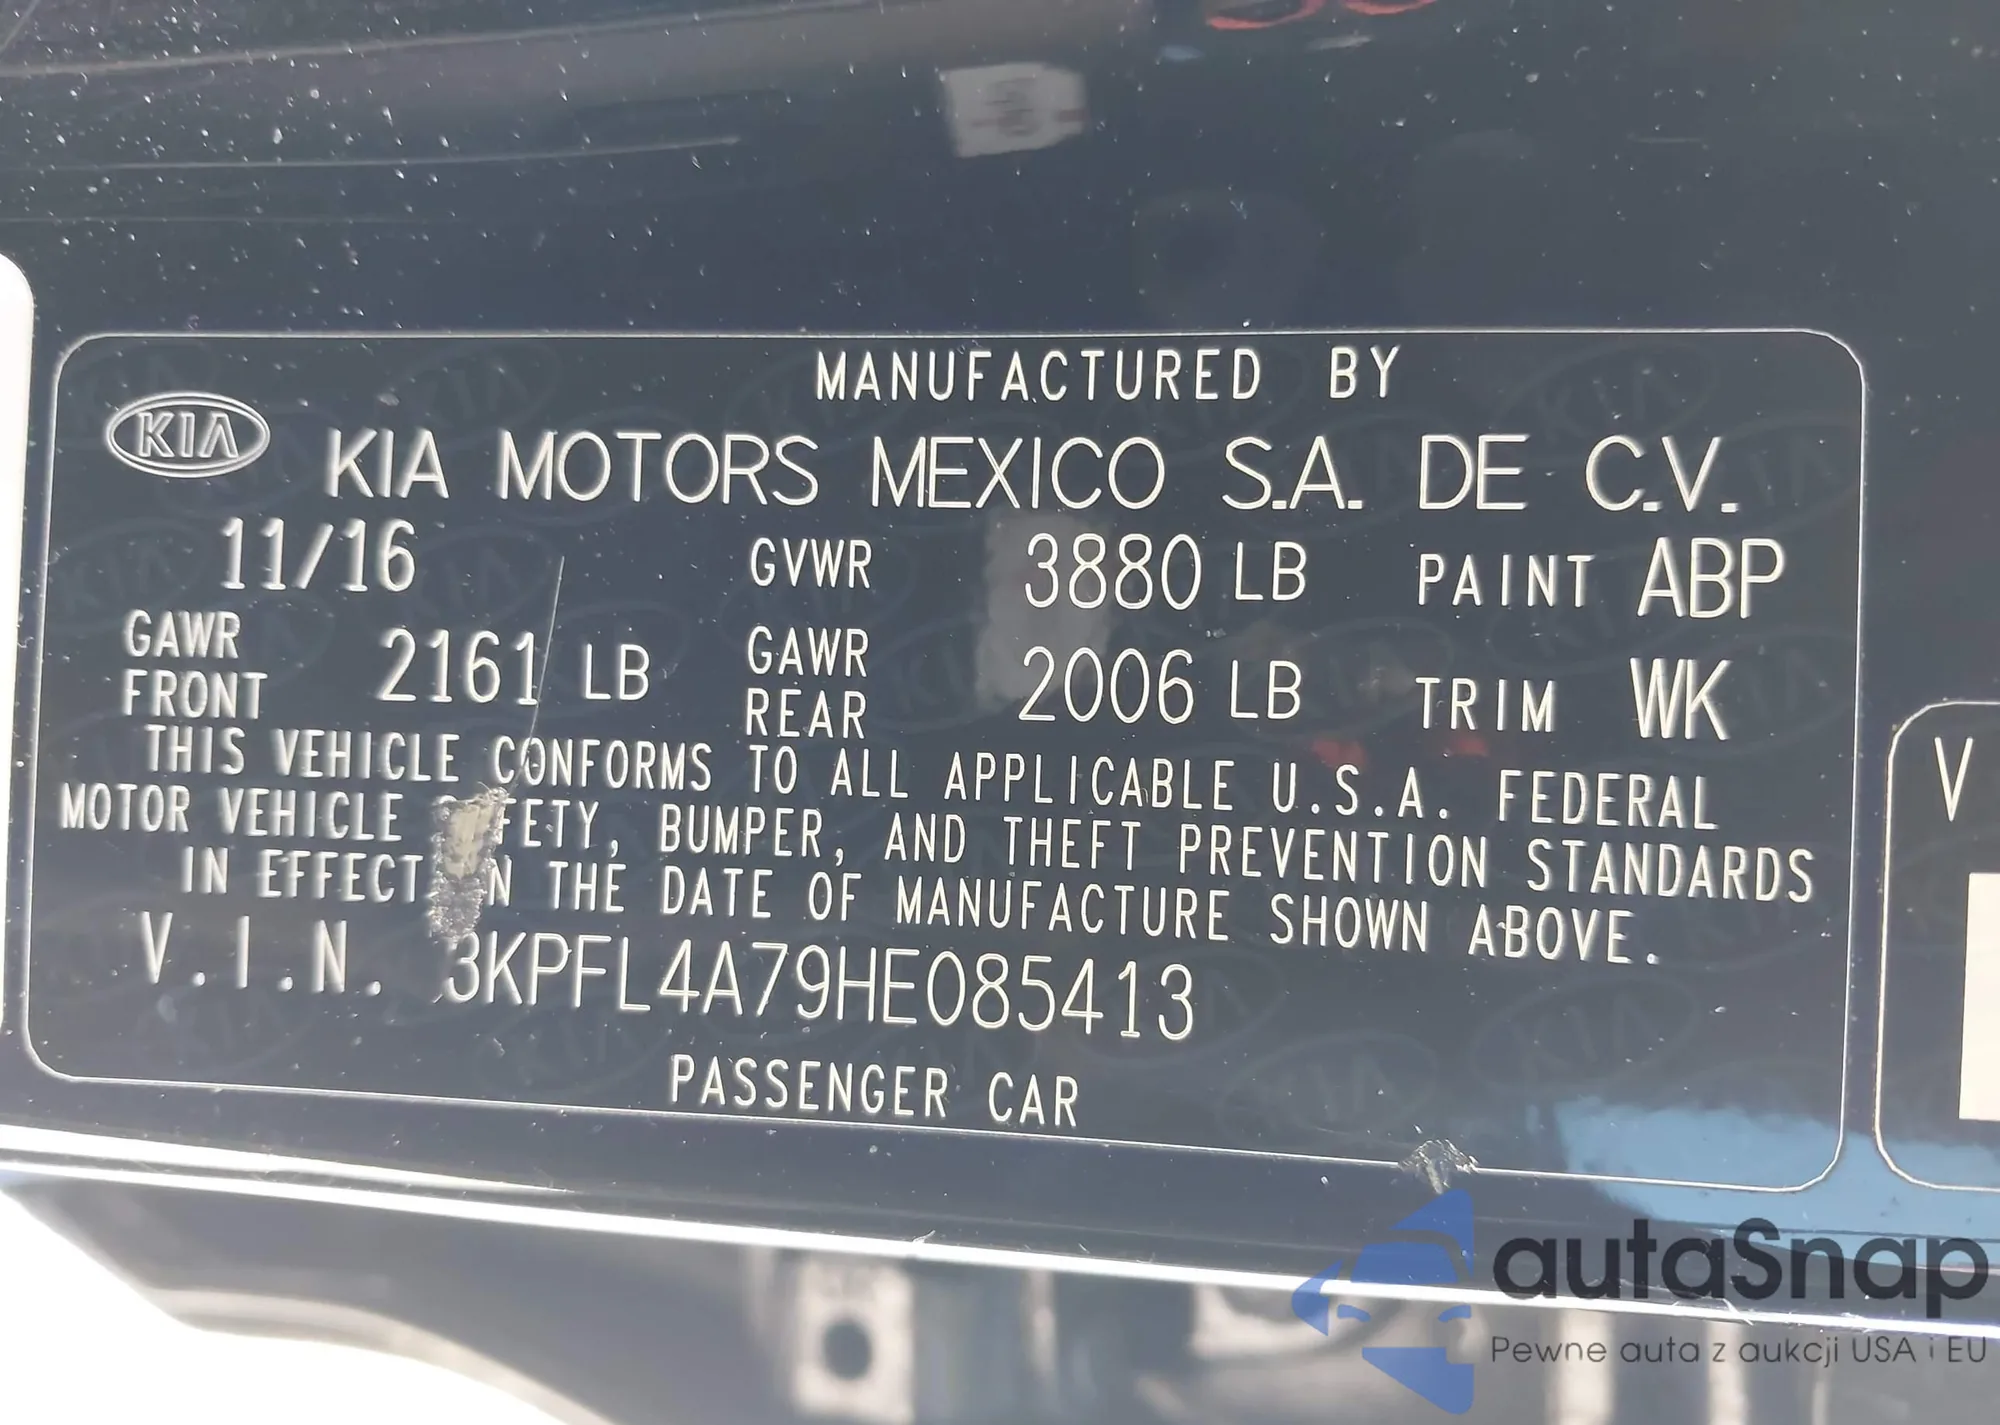 MANUFACTURED BY
KIA
KIA MOTORS MEXICO S.A. DE C.V.
11/16 GVWR 3880 LB PAINT ABP
GAWR FRONT 2161 LB GAWR REAR 2006 LB TRIM WK
THIS VEHICLE CONFORMS TO ALL APPLICABLE U.S.A. FEDERAL
MOTOR VEHICLE FETY, BUMPER, AND THEFT PREVENTION STANDARDS
IN EFFECT N THE DATE OF MANUFACTURE SHOWN ABOVE.
V.I.N. 3KPFL4A79HE085413
PASSENGER CAR
V
autaSnap
Pewne auta z aukcji USA i EU